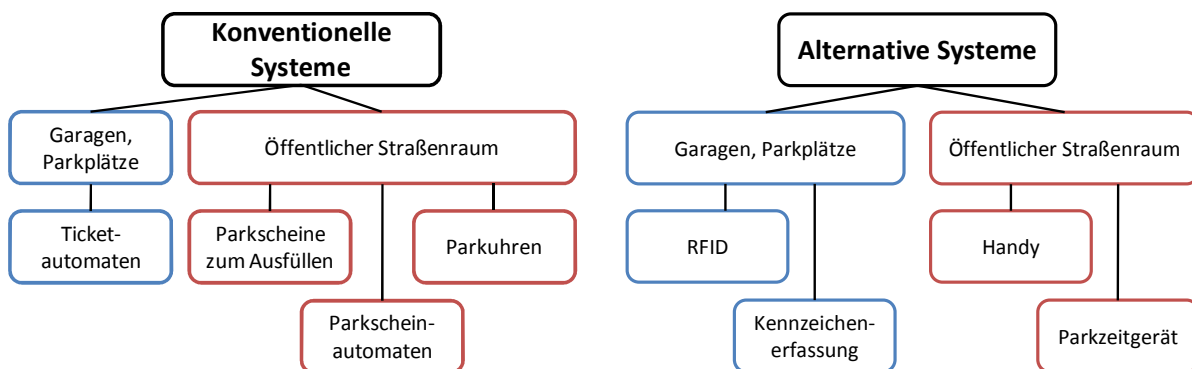 Konventionelle
Systeme
Garagen,
Parkplätze
Öffentlicher Straßenraum
Ticket-
automaten
Parkscheine
zum Ausfüllen
Parkuhren
Parkschein-
automaten
Alternative Systeme
Garagen, Parkplätze
Öffentlicher Straßenraum
RFID
Handy
Kennzeichen-
erfassung
Parkzeitgerät